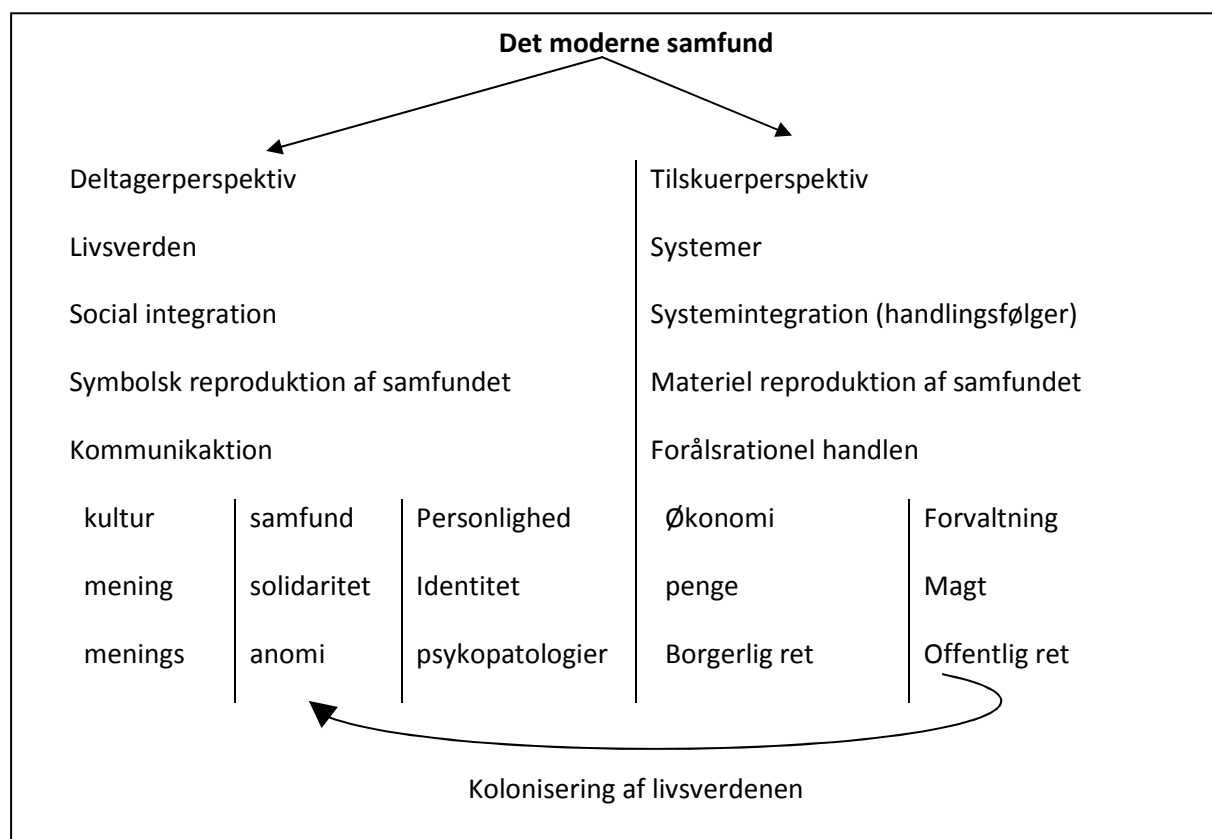 Det moderne samfund
Deltagerperspektiv Tilskuerperspektiv
Livsverden Systemer
Social integration Systemintegration (handlingsfølger)
Symbolsk reproduktion af samfundet Materiel reproduktion af samfundet
Kommunikaktion Forålsrationel handlen
kultur samfund Personlighed Økonomi Forvaltning
mening solidaritet Identitet penge Magt
menings anomi psykopatologier Borgerlig ret Offentlig ret
Kolonisering af livsverdenen